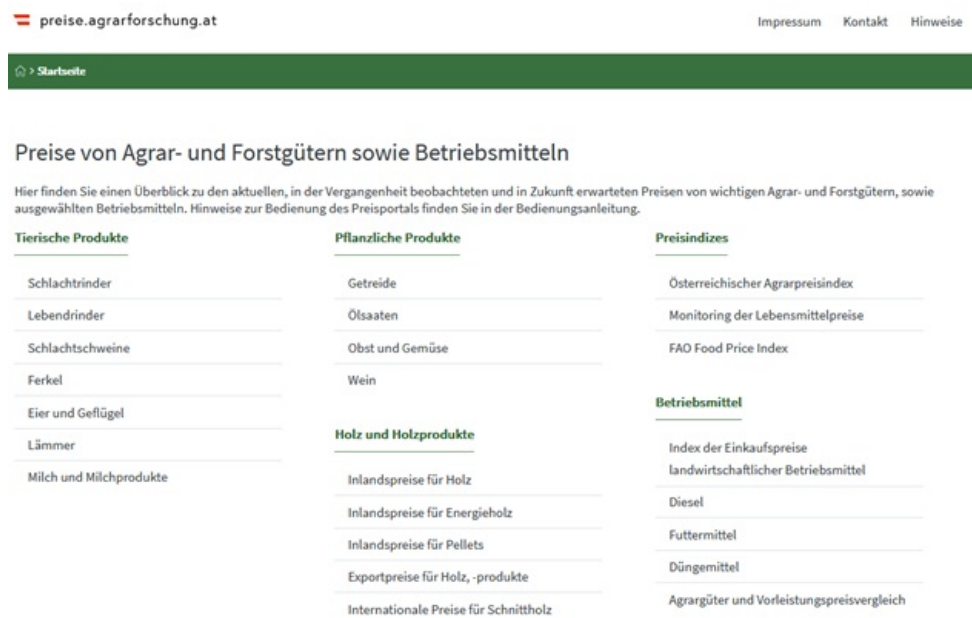 preise.agrarforschung.at
Impressum Kontakt Hinweise
> Startseite
Preise von Agrar- und Forstgütern sowie Betriebsmitteln
Hier finden Sie einen Überblick zu den aktuellen, in der Vergangenheit beobachteten und in Zukunft erwarteten Preisen von wichtigen Agrar- und Forstgütern, sowie
ausgewählten Betriebsmitteln. Hinweise zur Bedienung des Preisportals finden Sie in der Bedienungsanleitung.
Tierische Produkte
Schlachtrinder
Lebendrinder
Schlachtschweine
Ferkel
Eier und Geflügel
Lämmer
Milch und Milchprodukte
Pflanzliche Produkte
Getreide
Ölsaaten
Obst und Gemüse
Wein
Holz und Holzprodukte
Inlandspreise für Holz
Inlandspreise für Energieholz
Inlandspreise für Pellets
Exportpreise für Holz, -produkte
Internationale Preise für Schnittholz
Preisindizes
Österreichischer Agrarpreisindex
Monitoring der Lebensmittelpreise
FAO Food Price Index
Betriebsmittel
Index der Einkaufspreise
landwirtschaftlicher Betriebsmittel
Diesel
Futtermittel
Düngemittel
Agrargüter und Vorleistungspreisvergleich